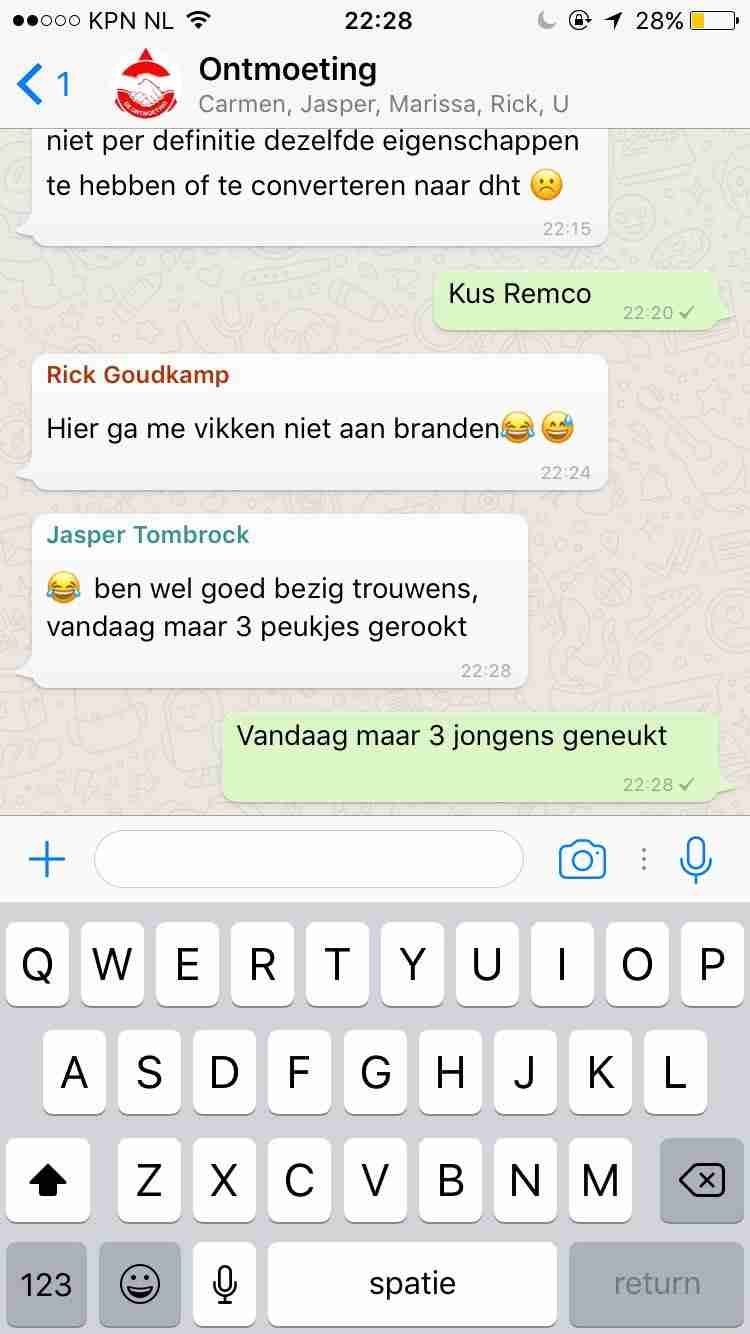 KPN NL 22:28 28%
1 Ontmoeting
Carmen, Jasper, Marissa, Rick, U
niet per definitie dezelfde eigenschappen
te hebben of te converteren naar dht ☹️
22:15
Kus Remco
22:20
Rick Goudkamp
Hier ga me vikken niet aan branden😂😅
22:24
Jasper Tombrock
😂 ben wel goed bezig trouwens,
vandaag maar 3 peukjes gerookt
22:28
Vandaag maar 3 jongens geneukt
22:28
Q W E R T Y U I O P
A S D F G H J K L
Z X C V B N M
123 spatie return